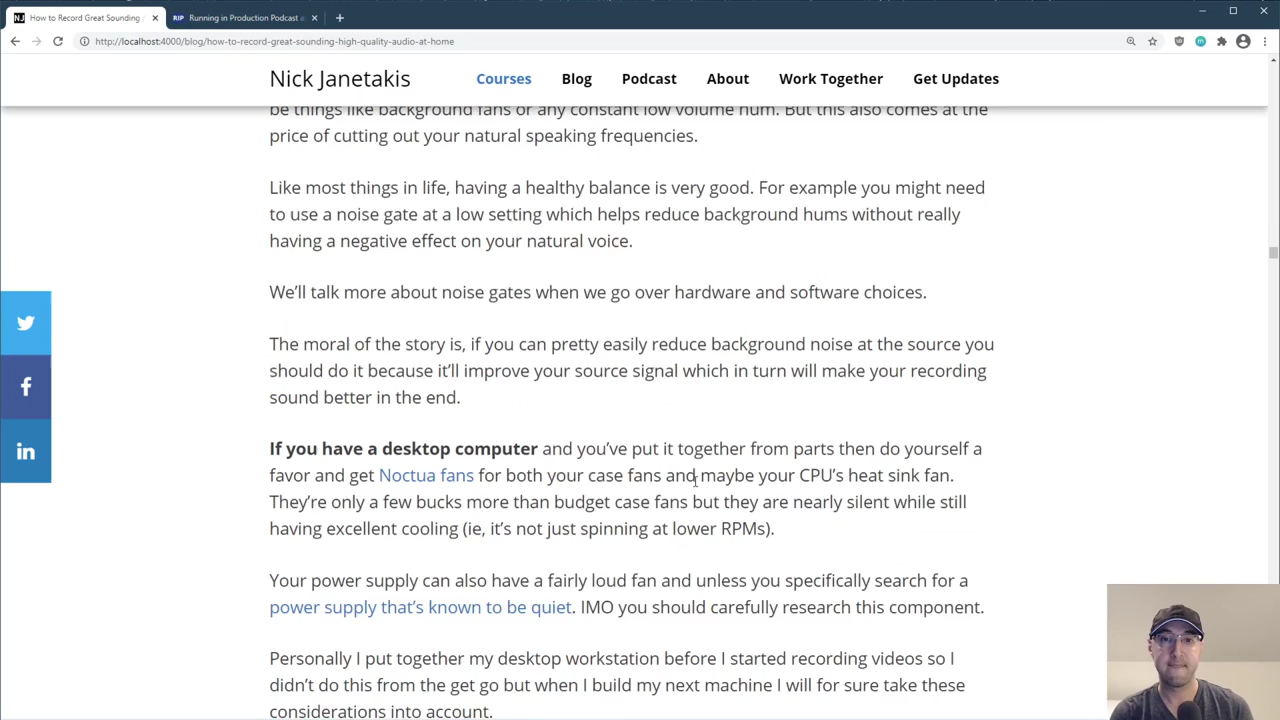 NJ How to Record Great Sounding
RIP Running in Production Podcast a
http://localhost:4000/blog/how-to-record-great-sounding-high-quality-audio-at-home
Nick Janetakis
Courses
Blog
Podcast
About
Work Together
Get Updates
be things like background fans or any constant low volume hum. But this also comes at the
price of cutting out your natural speaking frequencies.
Like most things in life, having a healthy balance is very good. For example you might need
to use a noise gate at a low setting which helps reduce background hums without really
having a negative effect on your natural voice.
We'll talk more about noise gates when we go over hardware and software choices.
The moral of the story is, if you can pretty easily reduce background noise at the source you
should do it because it'll improve your source signal which in turn will make your recording
sound better in the end.
If you have a desktop computer and you've put it together from parts then do yourself a
favor and get Noctua fans for both your case fans and maybe your CPU's heat sink fan.
They're only a few bucks more than budget case fans but they are nearly silent while still
having excellent cooling (ie, it's not just spinning at lower RPMs).
Your power supply can also have a fairly loud fan and unless you specifically search for a
power supply that's known to be quiet. IMO you should carefully research this component.
Personally I put together my desktop workstation before I started recording videos so I
didn't do this from the get go but when I build my next machine I will for sure take these
considerations into account.